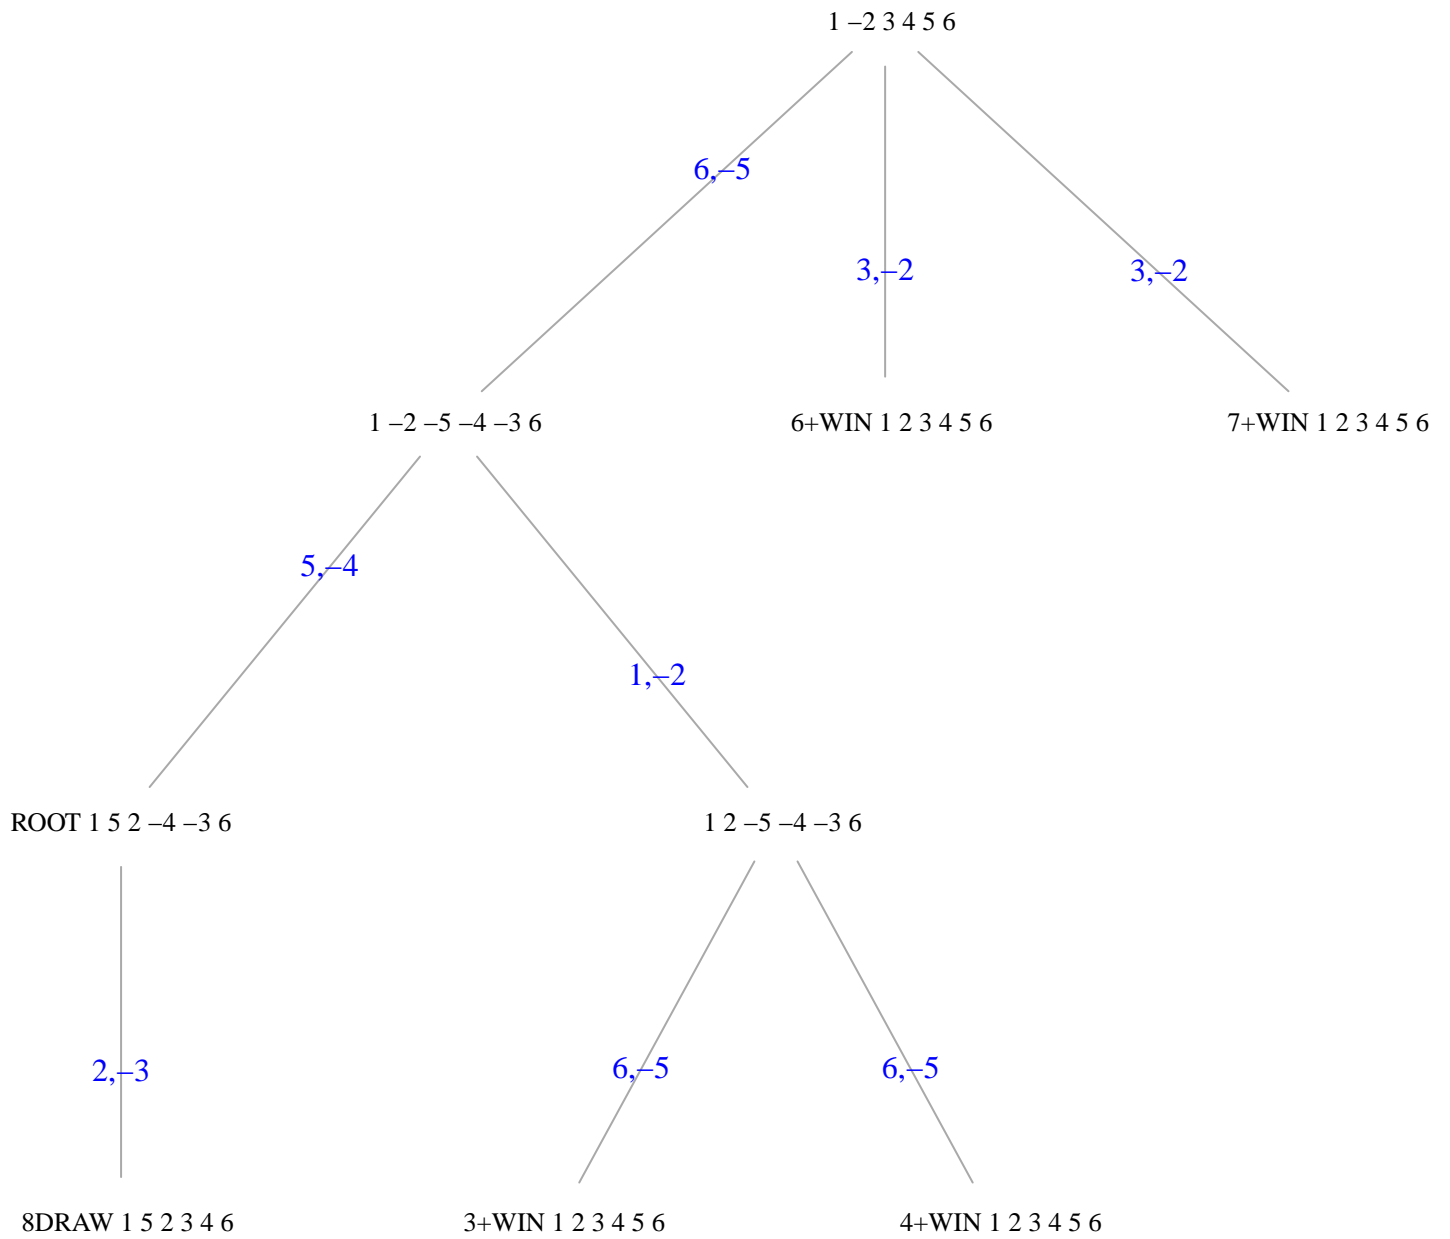 1 –2 3 4 5 6
6,–5
3,–2
3,–2
1 –2 –5 –4 –3 6
6+WIN 1 2 3 4 5 6
7+WIN 1 2 3 4 5 6
5,–4
1,–2
ROOT 1 5 2 –4 –3 6
1 2 –5 –4 –3 6
2,–3
6,–5
6,–5
8DRAW 1 5 2 3 4 6
3+WIN 1 2 3 4 5 6
4+WIN 1 2 3 4 5 6